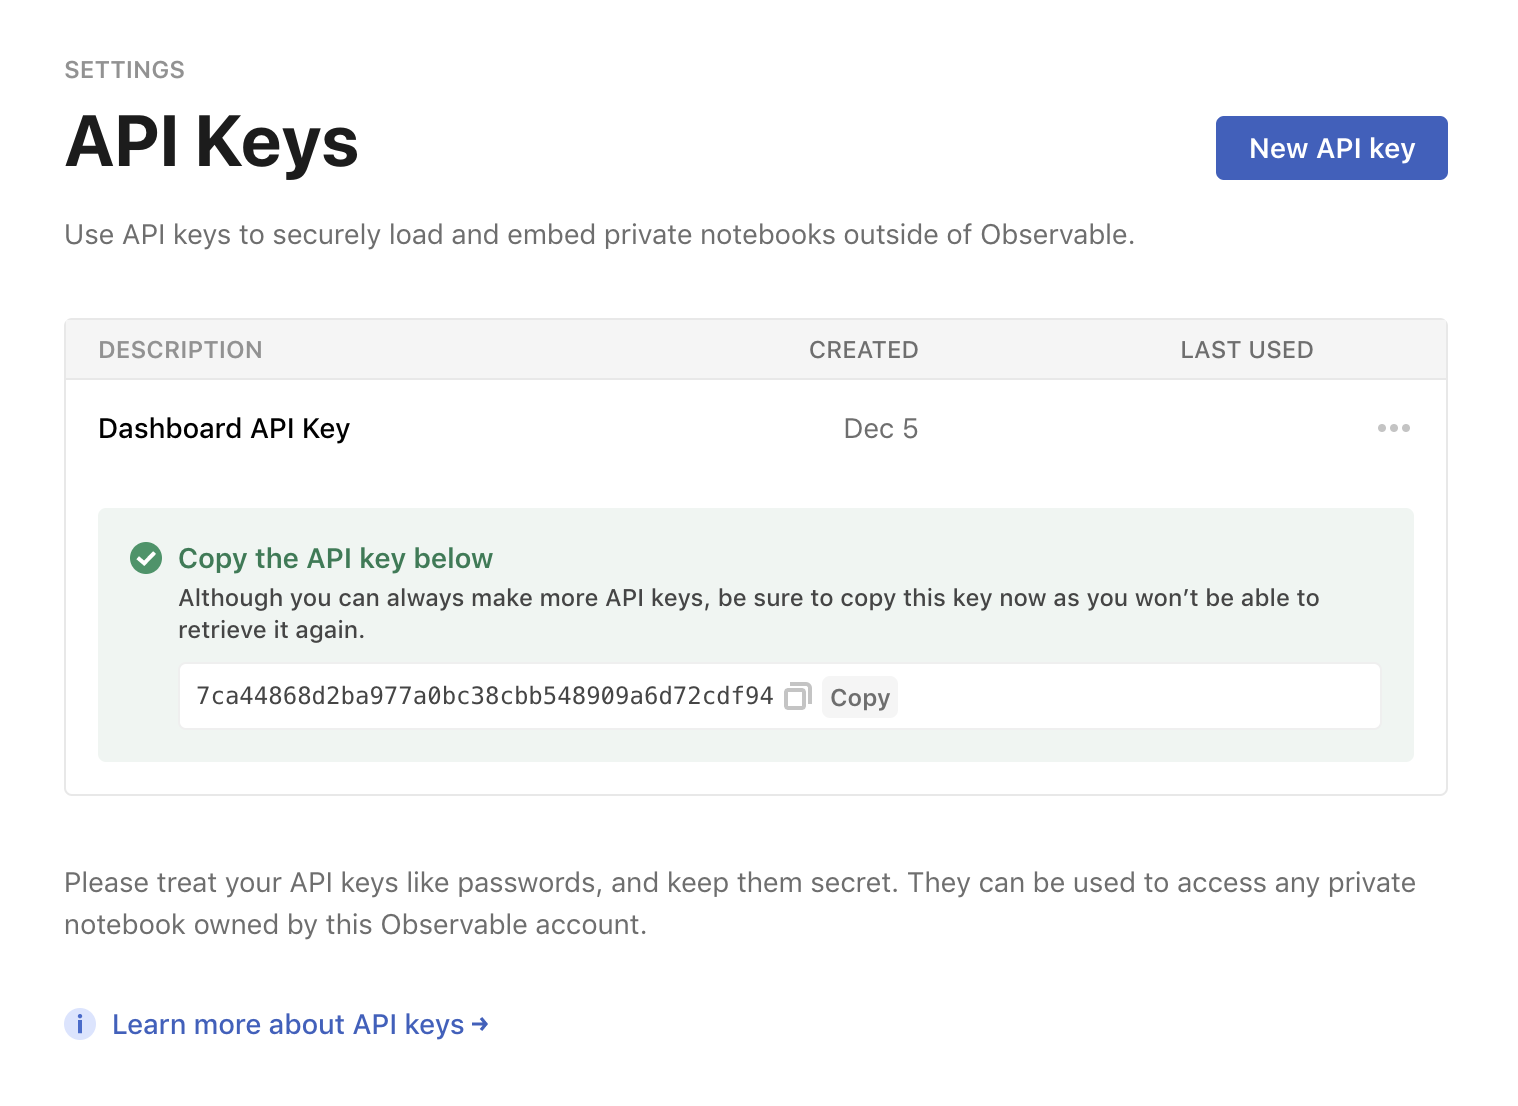 SETTINGS
API Keys
New API key
Use API keys to securely load and embed private notebooks outside of Observable.
DESCRIPTION CREATED LAST USED
Dashboard API Key Dec 5
Copy the API key below
Although you can always make more API keys, be sure to copy this key now as you won’t be able to
retrieve it again.
7ca44868d2ba977a0bc38cbb548909a6d72cdf94 Copy
Please treat your API keys like passwords, and keep them secret. They can be used to access any private
notebook owned by this Observable account.
i Learn more about API keys →